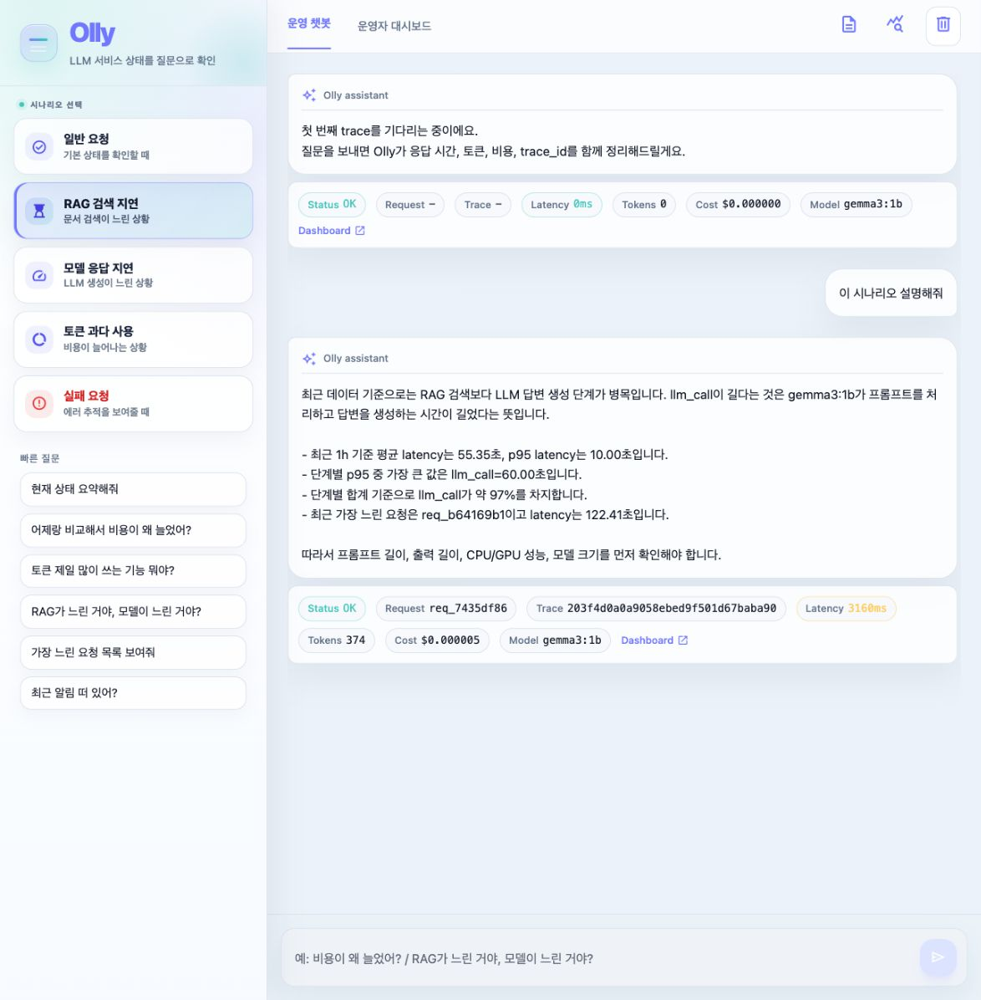 Olly
LLM 서비스 상태를 질문으로 확인
시나리오 선택
일반 요청
기본 상태를 확인할 때
RAG 검색 지연
문서 검색이 느린 상황
모델 응답 지연
LLM 생성이 느린 상황
토큰 과다 사용
비용이 늘어나는 상황
실패 요청
에러 추적을 보여줄 때
빠른 질문
현재 상태 요약해줘
어제랑 비교해서 비용이 왜 늘었어?
토큰 제일 많이 쓰는 기능 뭐야?
RAG가 느린 거야, 모델이 느린 거야?
가장 느린 요청 목록 보여줘
최근 알림 떠 있어?
운영 챗봇 운영자 대시보드
Olly assistant
첫 번째 trace를 기다리는 중이에요.
질문을 보내면 Olly가 응답 시간, 토큰, 비용, trace_id를 함께 정리해드릴게요.
Status OK Request – Trace – Latency 0ms Tokens 0 Cost $0.000000 Model gemma3:1b
Dashboard
이 시나리오 설명해줘
Olly assistant
최근 데이터 기준으로는 RAG 검색보다 LLM 답변 생성 단계가 병목입니다. llm_call이 길다는 것은 gemma3:1b가 프롬프트를 처
리하고 답변을 생성하는 시간이 길었다는 뜻입니다.
- 최근 1h 기준 평균 latency는 55.35초, p95 latency는 10.00초입니다.
- 단계별 p95 중 가장 큰 값은 llm_call=60.00초입니다.
- 단계별 합계 기준으로 llm_call가 약 97%를 차지합니다.
- 최근 가장 느린 요청은 req_b64169b1이고 latency는 122.41초입니다.
따라서 프롬프트 길이, 출력 길이, CPU/GPU 성능, 모델 크기를 먼저 확인해야 합니다.
Status OK Request req_7435df86 Trace 203f4d0a0a9058ebed9f501d67baba90 Latency 3160ms
Tokens 374 Cost $0.000005 Model gemma3:1b Dashboard
예: 비용이 왜 늘었어? / RAG가 느린 거야, 모델이 느린 거야?